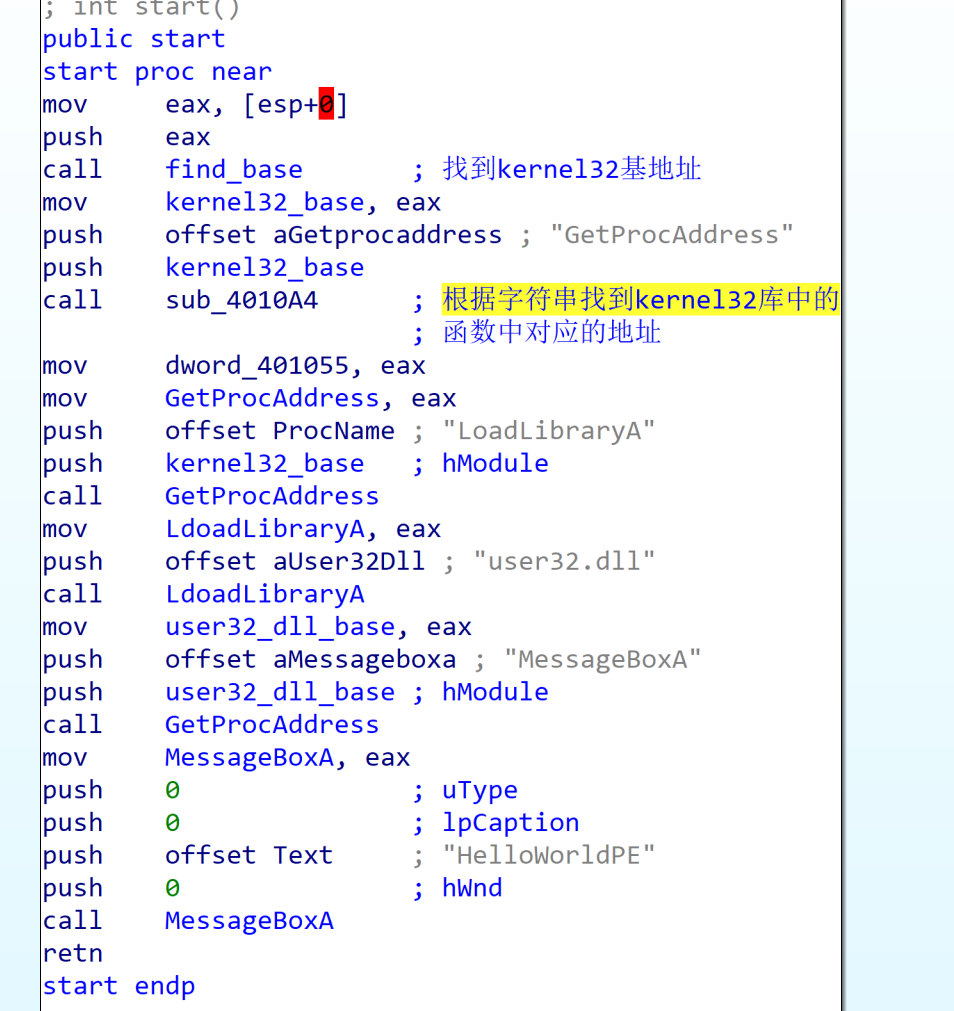 ; int start()
public start
start proc near
mov eax, [esp+0]
push eax
call find_base ; 找到kernel32基地址
mov kernel32_base, eax
push offset aGetprocaddress ; "GetProcAddress"
push kernel32_base
call sub_4010A4 ; 根据字符串找到kernel32库中的
; 函数中对应的地址
mov dword_401055, eax
mov GetProcAddress, eax
push offset ProcName ; "LoadLibraryA"
push kernel32_base ; hModule
call GetProcAddress
mov LdoadLibraryA, eax
push offset aUser32Dll ; "user32.dll"
call LdoadLibraryA
mov user32_dll_base, eax
push offset aMessageboxa ; "MessageBoxA"
push user32_dll_base ; hModule
call GetProcAddress
mov MessageBoxA, eax
push 0 ; uType
push 0 ; lpCaption
push offset Text ; "HelloWorldPE"
push 0 ; hWnd
call MessageBoxA
retn
start endp